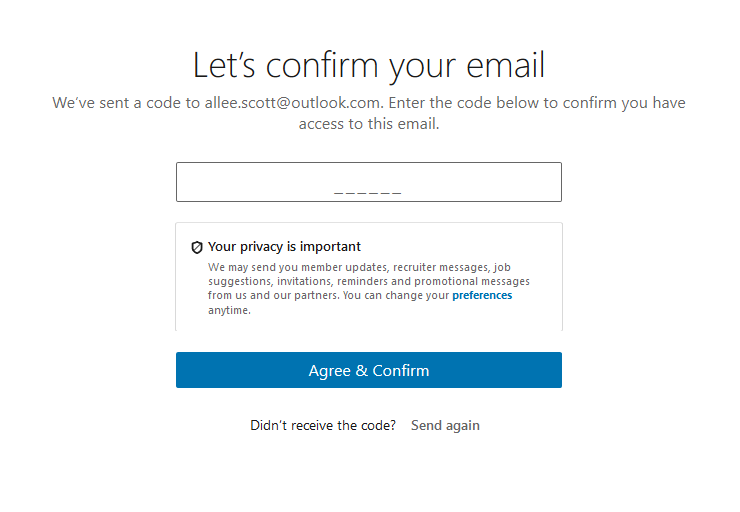 Let’s confirm your email
We’ve sent a code to allee.scott@outlook.com. Enter the code below to confirm you have
access to this email.
______
Your privacy is important
We may send you member updates, recruiter messages, job
suggestions, invitations, reminders and promotional messages
from us and our partners. You can change your preferences
anytime.
Agree & Confirm
Didn’t receive the code? Send again